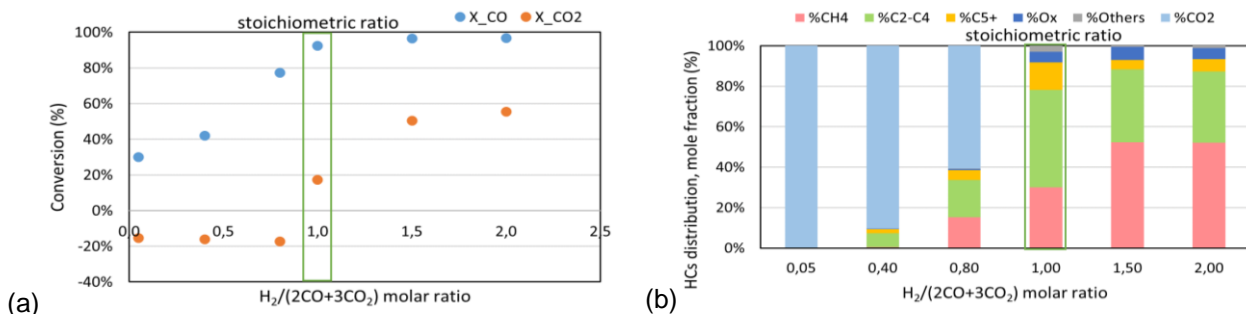 X_CO X_CO2
stoichiometric ratio
100%
80%
60%
40%
20%
0%
-20%
-40%
Conversion (%)
0,0 0,5 1,0 1,5 2,0 2,5
H2/(2CO+3CO2) molar ratio
(a)
%CH4 %C2-C4 %C5+ %Ox %Others %CO2
stoichiometric ratio
100%
80%
60%
40%
20%
0%
HCs distribution, mole fraction (%)
0,05 0,40 0,80 1,00 1,50 2,00
H2/(2CO+3CO2) molar ratio
(b)